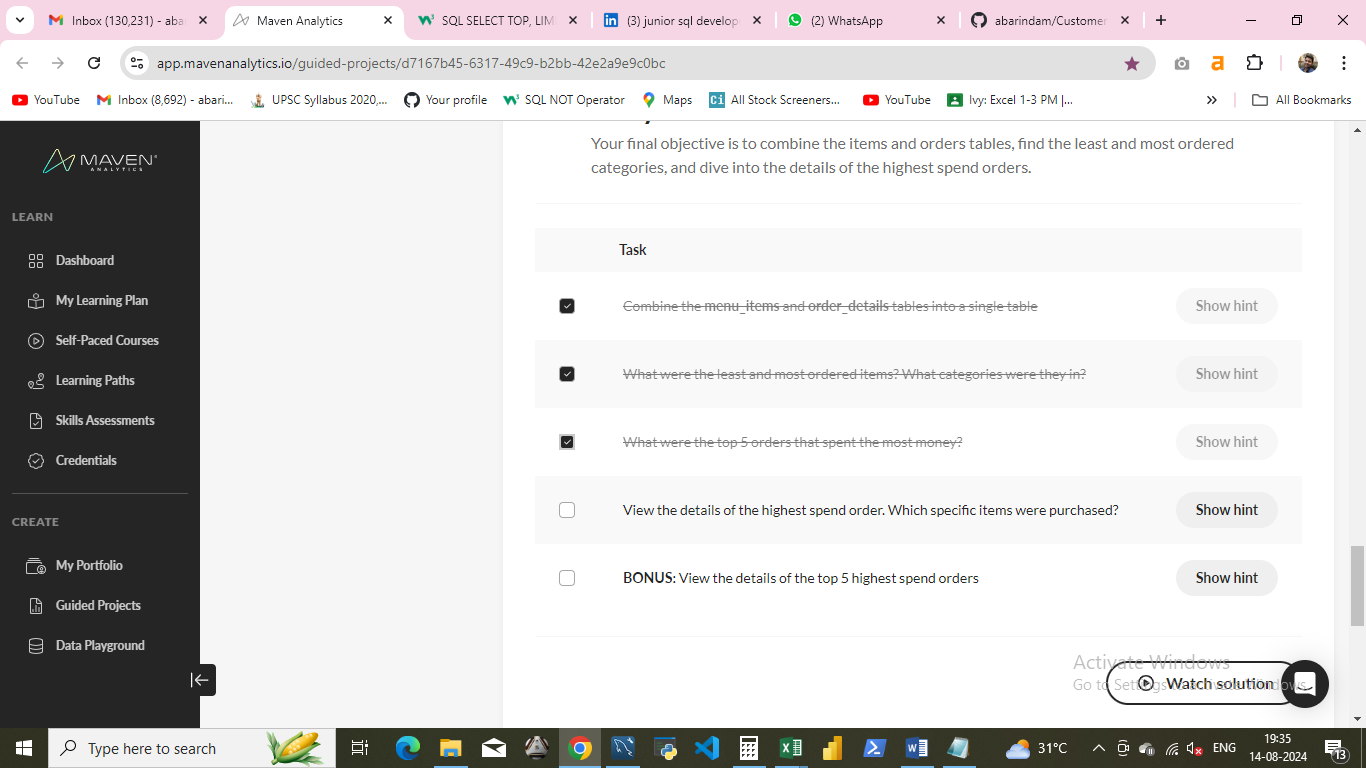 Inbox (130,231) - aba
Maven Analytics
SQL SELECT TOP, LIM
(3) junior sql develop
(2) WhatsApp
abarindam/Customer
app.mavenanalytics.io/guided-projects/d7167b45-6317-49c9-b2bb-42e2a9e9c0bc
YouTube
Inbox (8,692) - abari...
UPSC Syllabus 2020,...
Your profile
SQL NOT Operator
Maps
All Stock Screeners...
YouTube
Ivy: Excel 1-3 PM |...
All Bookmarks
MAVEN
ANALYTICS
LEARN
Dashboard
My Learning Plan
Self-Paced Courses
Learning Paths
Skills Assessments
Credentials
CREATE
My Portfolio
Guided Projects
Data Playground
Your final objective is to combine the items and orders tables, find the least and most ordered
categories, and dive into the details of the highest spend orders.
Task
Combine the menu_items and order_details tables into a single table
Show hint
What were the least and most ordered items? What categories were they in?
Show hint
What were the top 5 orders that spent the most money?
Show hint
View the details of the highest spend order. Which specific items were purchased?
Show hint
BONUS: View the details of the top 5 highest spend orders
Show hint
Activate Windows
Go to Settings to activate Windows.
Watch solution
Type here to search
31°C
ENG
19:35
14-08-2024
13